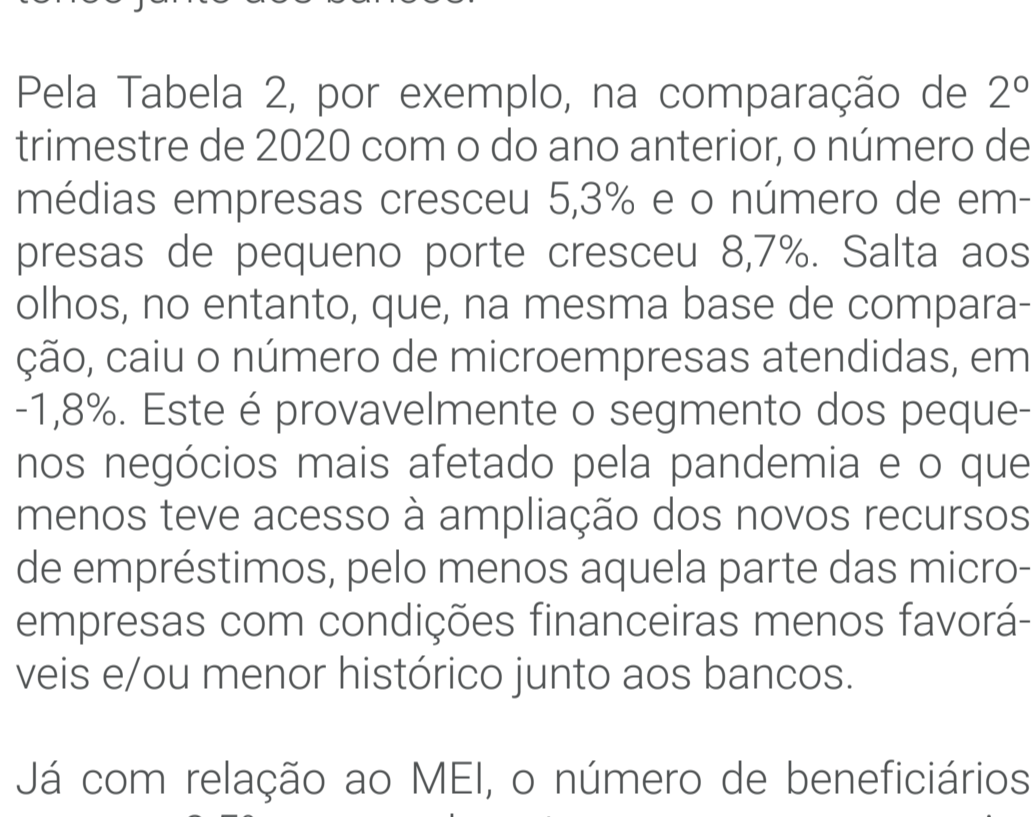 Pela Tabela 2, por exemplo, na comparação de 2º
trimestre de 2020 com o do ano anterior, o número de
médias empresas cresceu 5,3% e o número de em-
presas de pequeno porte cresceu 8,7%. Salta aos
olhos, no entanto, que, na mesma base de compara-
ção, caiu o número de microempresas atendidas, em
-1,8%. Este é provavelmente o segmento dos peque-
nos negócios mais afetado pela pandemia e o que
menos teve acesso à ampliação dos novos recursos
de empréstimos, pelo menos aquela parte das micro-
empresas com condições financeiras menos favorá-
veis e/ou menor histórico junto aos bancos.
Já com relação ao MEI, o número de beneficiários